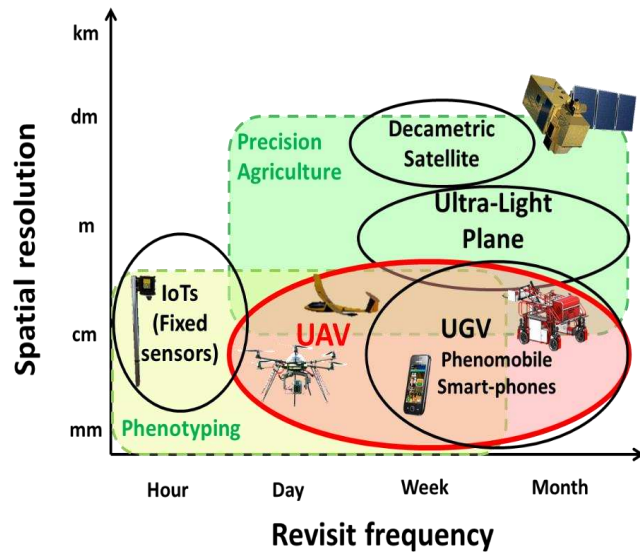 km
dm
m
cm
mm
Spatial resolution
Precision
Agriculture
Decametric
Satellite
Ultra-Light
Plane
IoTs
(Fixed
sensors)
UAV
UGV
Phenomobile
Smart-phones
Phenotyping
Hour
Day
Week
Month
Revisit frequency